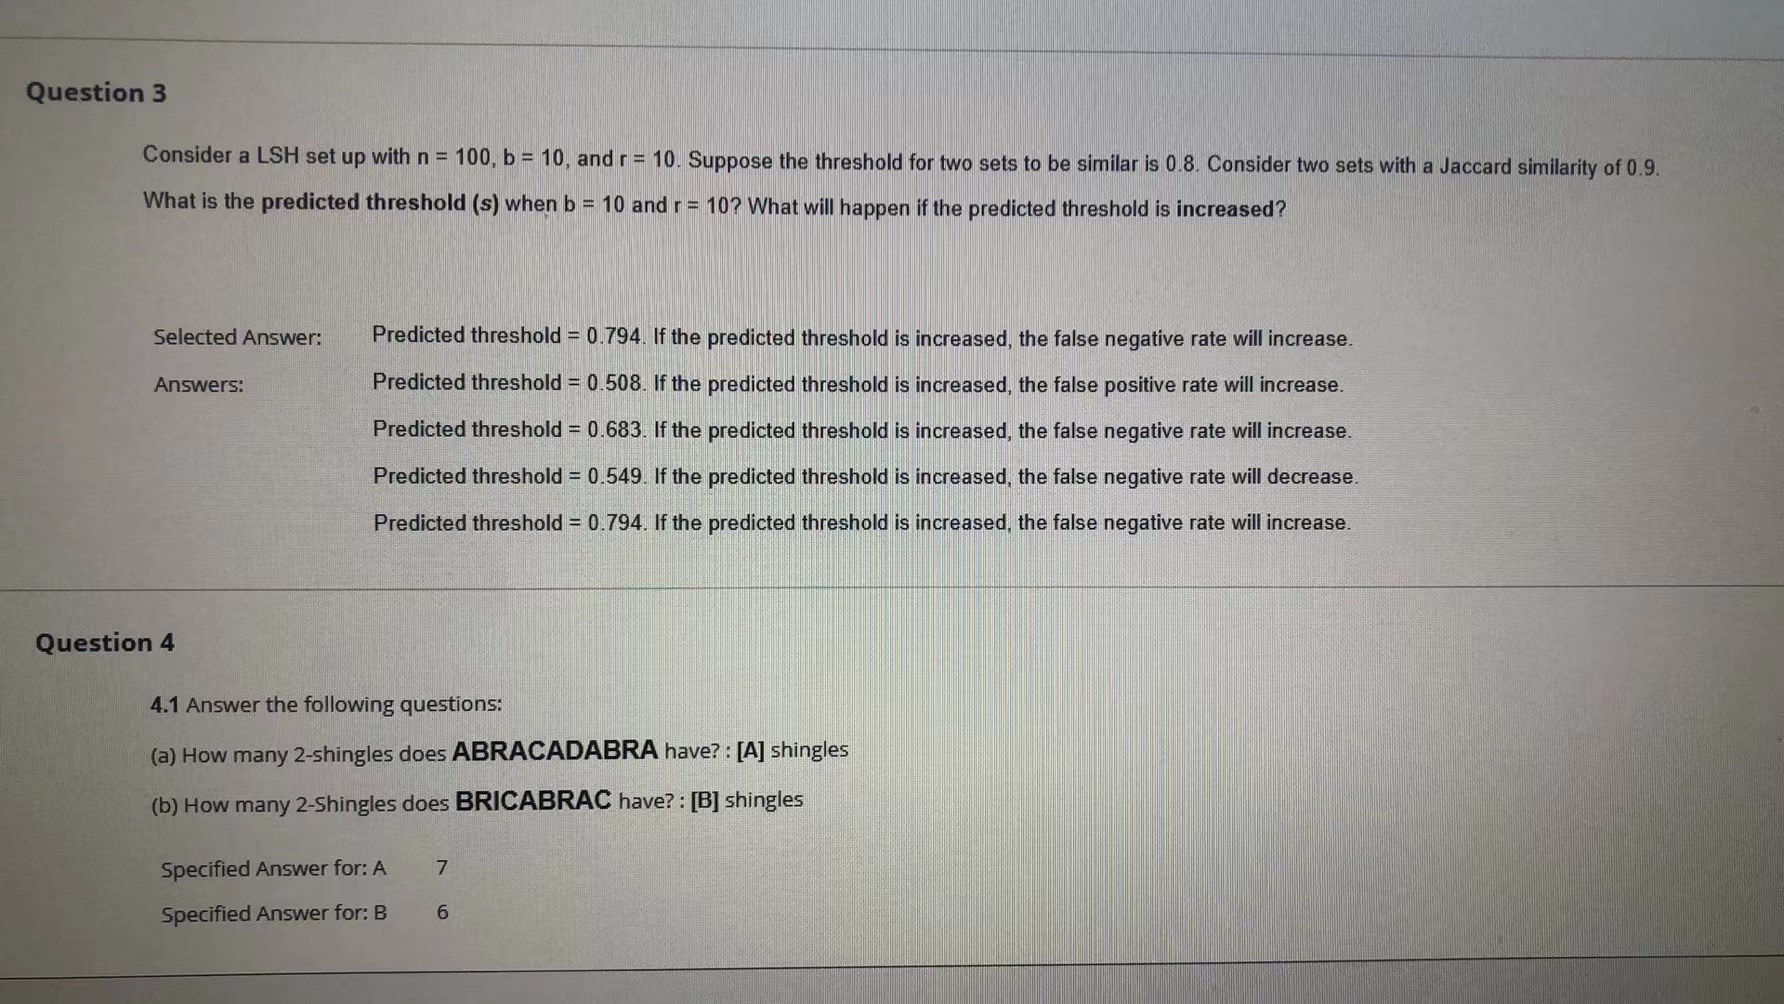 Question 3
Consider a LSH set up with n = 100, b = 10, and r = 10. Suppose the threshold for two sets to be similar is 0.8. Consider two sets with a Jaccard similarity of 0.9.
What is the predicted threshold (s) when b = 10 and r = 10? What will happen if the predicted threshold is increased?
Selected Answer: Predicted threshold = 0.794. If the predicted threshold is increased, the false negative rate will increase.
Answers: Predicted threshold = 0.508. If the predicted threshold is increased, the false positive rate will increase.
Predicted threshold = 0.683. If the predicted threshold is increased, the false negative rate will increase.
Predicted threshold = 0.549. If the predicted threshold is increased, the false negative rate will decrease.
Predicted threshold = 0.794. If the predicted threshold is increased, the false negative rate will increase.
Question 4
4.1 Answer the following questions:
(a) How many 2-shingles does ABRACADABRA have? : [A] shingles
(b) How many 2-Shingles does BRICABRAC have? : [B] shingles
Specified Answer for: A 7
Specified Answer for: B 6